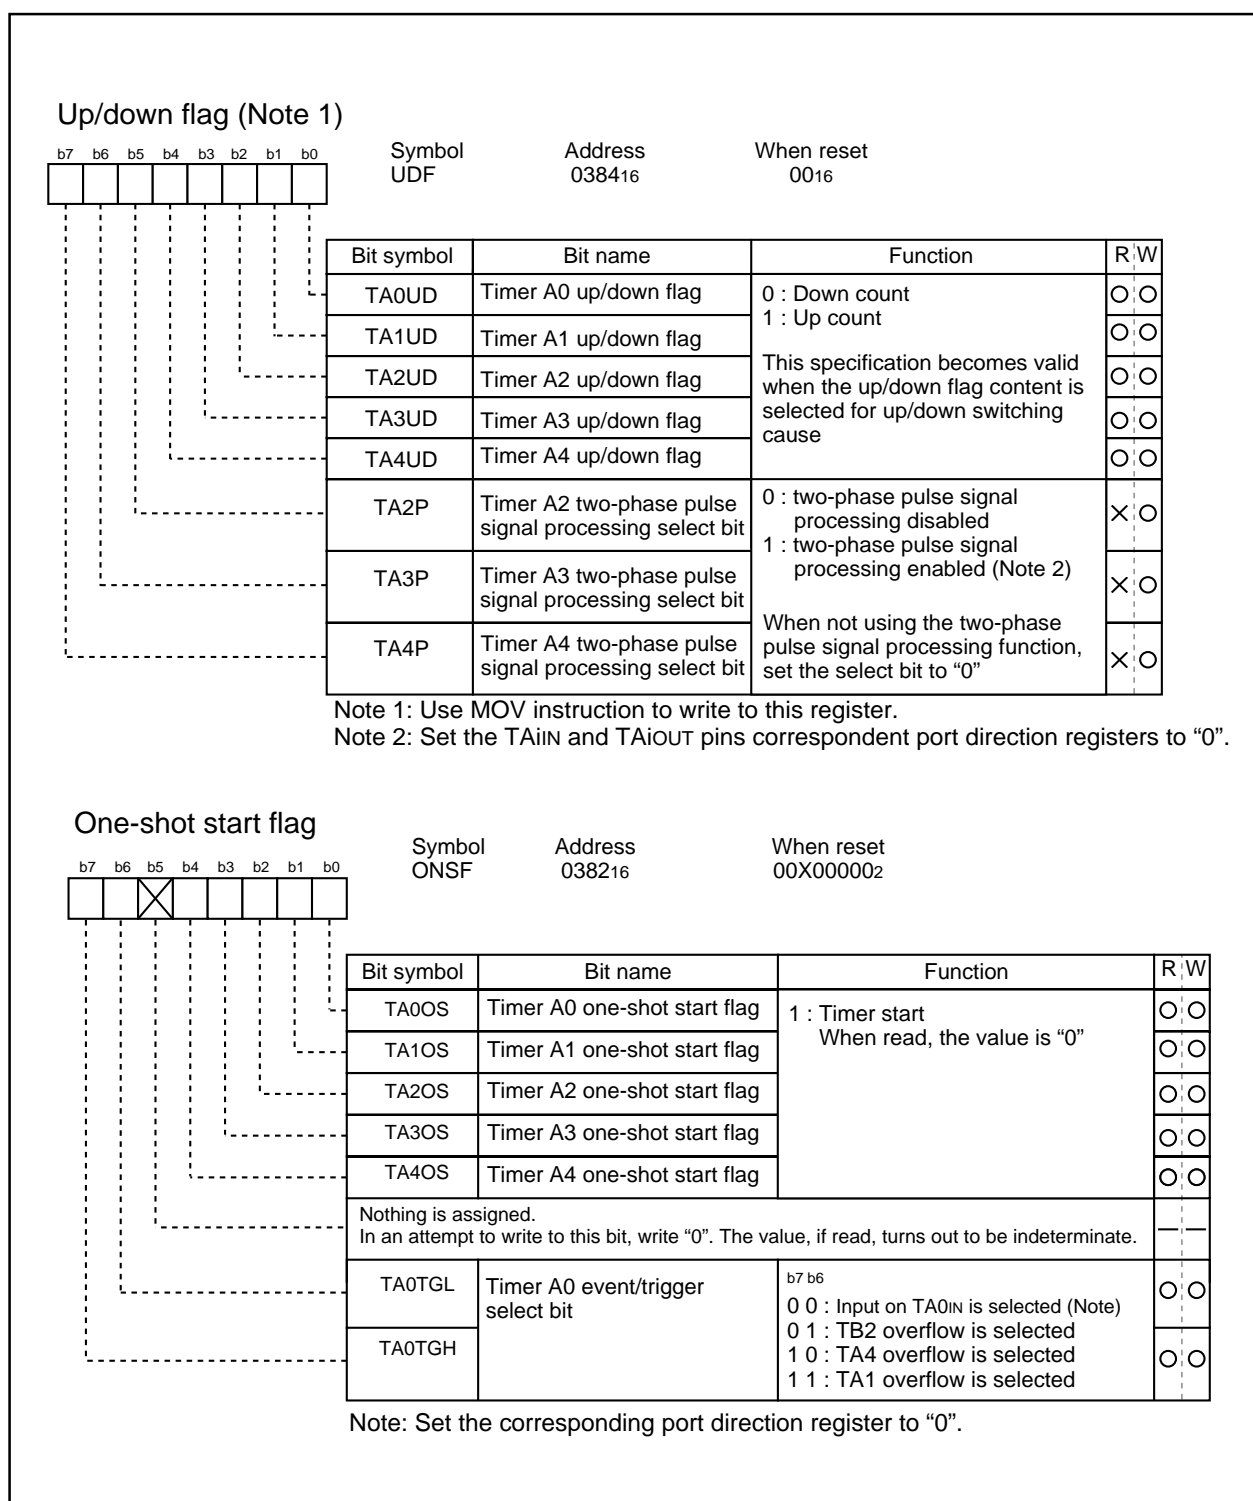 Up/down flag (Note 1)
b7 b6 b5 b4 b3 b2 b1 b0
Symbol Address When reset
UDF 038416 0016
Bit symbol Bit name Function R W
TA0UD Timer A0 up/down flag
TA1UD Timer A1 up/down flag
TA2UD Timer A2 up/down flag
TA3UD Timer A3 up/down flag
TA4UD Timer A4 up/down flag
0 : Down count
1 : Up count
This specification becomes valid
when the up/down flag content is
selected for up/down switching
cause
TA2P Timer A2 two-phase pulse
signal processing select bit
TA3P Timer A3 two-phase pulse
signal processing select bit
TA4P Timer A4 two-phase pulse
signal processing select bit
0 : two-phase pulse signal
processing disabled
1 : two-phase pulse signal
processing enabled (Note 2)
When not using the two-phase
pulse signal processing function,
set the select bit to “0”
Note 1: Use MOV instruction to write to this register.
Note 2: Set the TAiIN and TAiOUT pins correspondent port direction registers to “0”.
One-shot start flag
b7 b6 b5 b4 b3 b2 b1 b0
Symbol Address When reset
ONSF 038216 00X000002
Bit symbol Bit name Function R W
TA0OS Timer A0 one-shot start flag
TA1OS Timer A1 one-shot start flag
TA2OS Timer A2 one-shot start flag
TA3OS Timer A3 one-shot start flag
TA4OS Timer A4 one-shot start flag
1 : Timer start
When read, the value is “0”
Nothing is assigned.
In an attempt to write to this bit, write “0”. The value, if read, turns out to be indeterminate.
TA0TGL
TA0TGH
Timer A0 event/trigger
select bit
b7 b6
0 0 : Input on TA0IN is selected (Note)
0 1 : TB2 overflow is selected
1 0 : TA4 overflow is selected
1 1 : TA1 overflow is selected
Note: Set the corresponding port direction register to “0”.